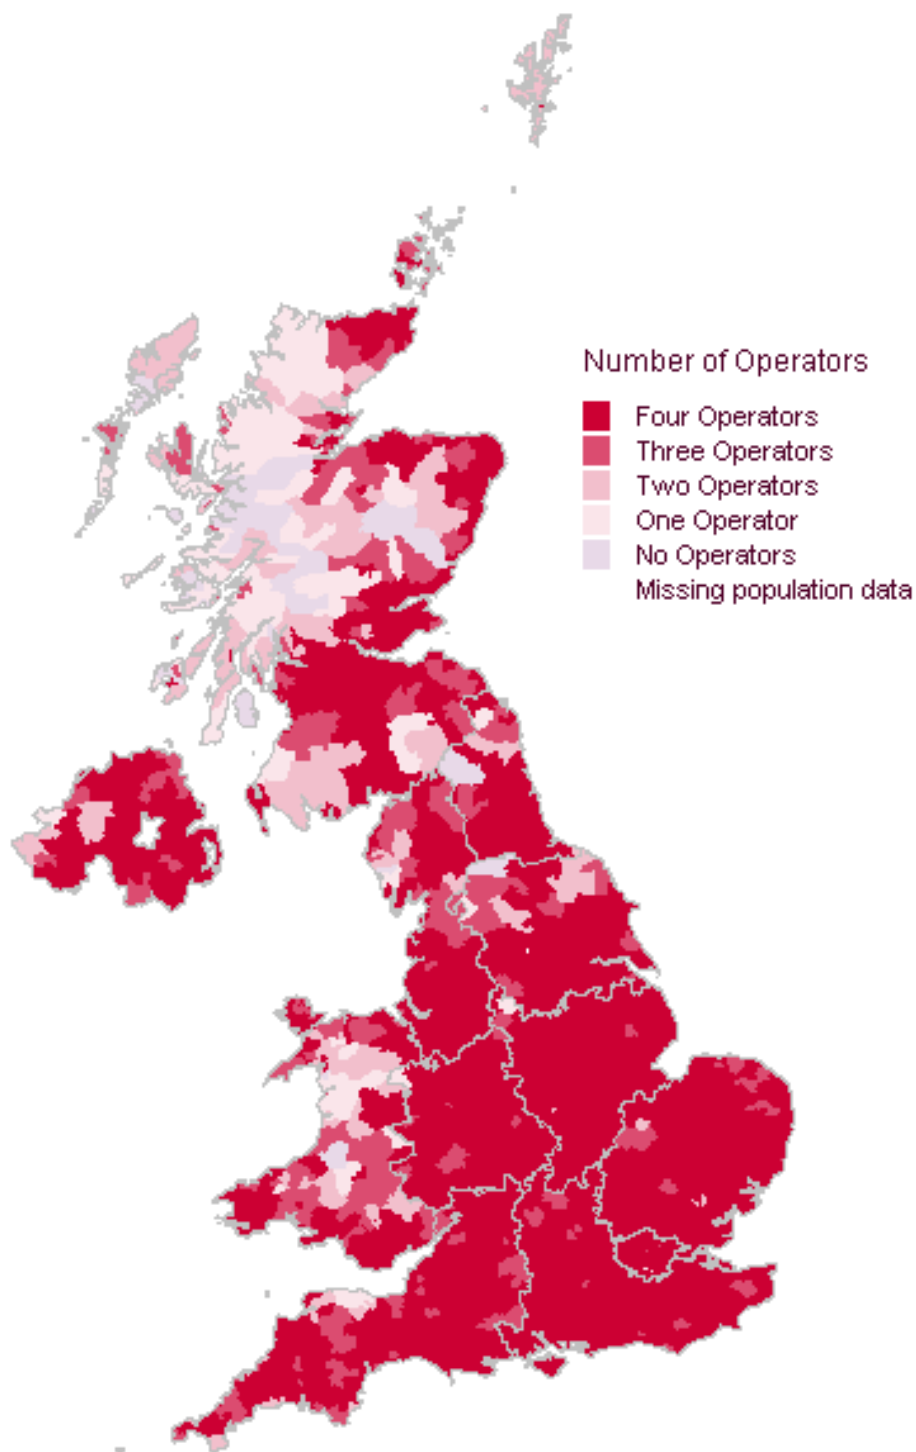 Number of Operators
Four Operators
Three Operators
Two Operators
One Operator
No Operators
Missing population data